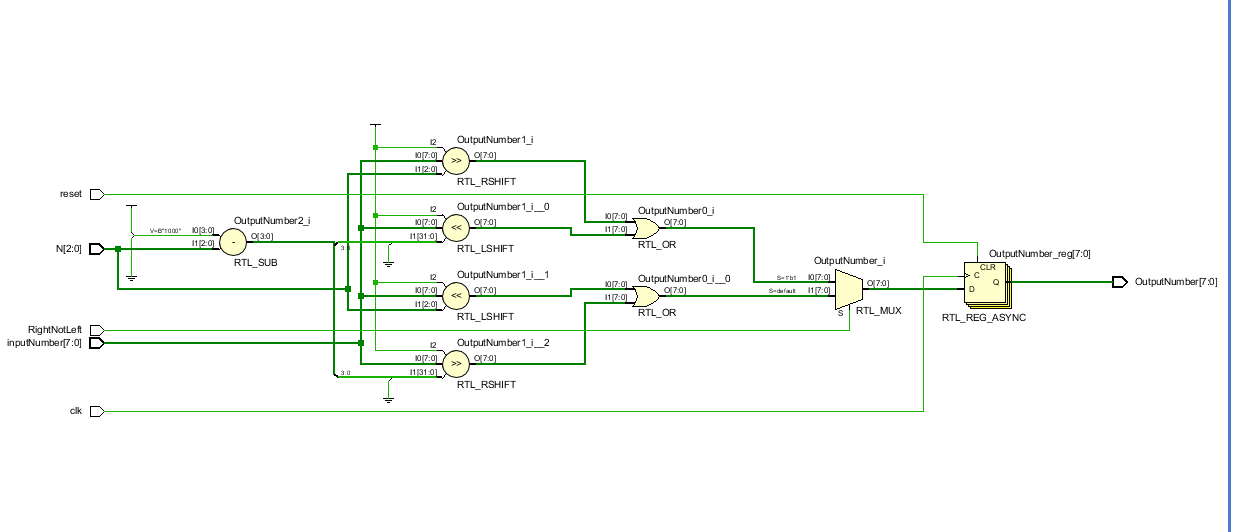 I2
OutputNumber1_i
I0[7:0]
>>
O[7:0]
I1[2:0]
RTL_RSHIFT
reset
I2
OutputNumber1_i__0
I0[7:0]
<<
O[7:0]
I1[31:0]
3:0
RTL_LSHIFT
OutputNumber2_i
V=B"1000"
I0[3:0]
I1[2:0]
-
O[3:0]
RTL_SUB
N[2:0]
OutputNumber0_i
I0[7:0]
I1[7:0]
O[7:0]
RTL_OR
I2
OutputNumber1_i__1
I0[7:0]
<<
O[7:0]
I1[2:0]
RTL_LSHIFT
OutputNumber0_i__0
I0[7:0]
I1[7:0]
O[7:0]
RTL_OR
OutputNumber_i
S=1'b1
I0[7:0]
S=default
I1[7:0]
O[7:0]
S
RTL_MUX
OutputNumber_reg[7:0]
CLR
C
D
Q
RTL_REG_ASYNC
OutputNumber[7:0]
RightNotLeft
inputNumber[7:0]
I2
OutputNumber1_i__2
I0[7:0]
>>
O[7:0]
I1[31:0]
3:0
RTL_RSHIFT
clk